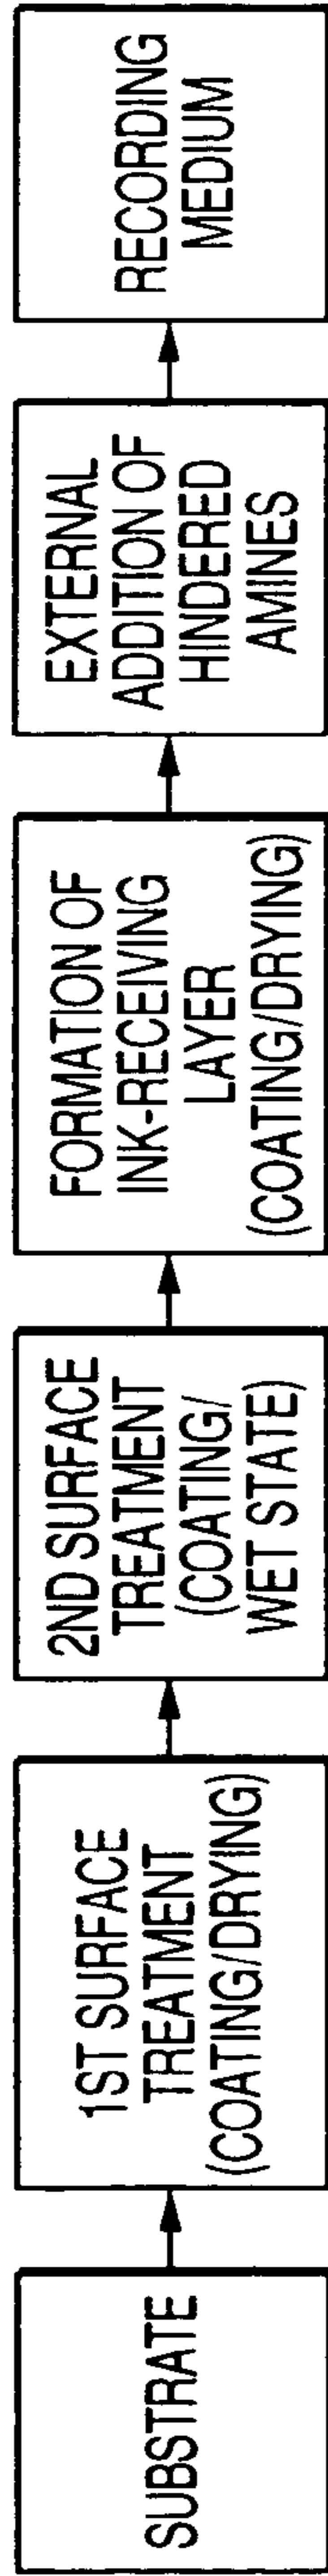 SUBSTRATE
1ST SURFACE
TREATMENT
(COATING/DRYING)
2ND SURFACE
TREATMENT
(COATING/
WET STATE)
FORMATION OF
INK-RECEIVING
LAYER
(COATING/DRYING)
EXTERNAL
ADDITION OF
HINDERED
AMINES
RECORDING
MEDIUM